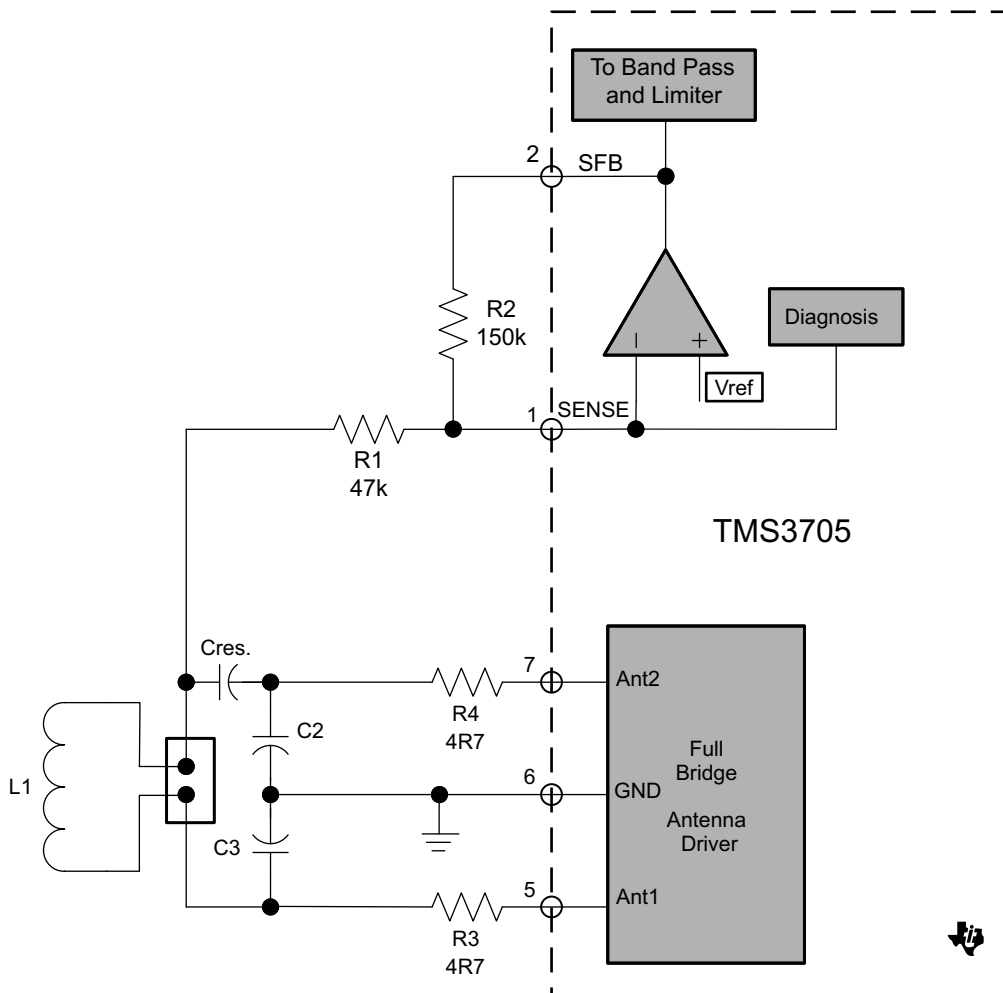 To Band Pass
and Limiter
2
SFB
R2
150k
Diagnosis
Vref
1
SENSE
R1
47k
TMS3705
Cres.
7
Ant2
R4
4R7
C2
Full
Bridge
6
GND
L1
Antenna
Driver
C3
5
Ant1
R3
4R7